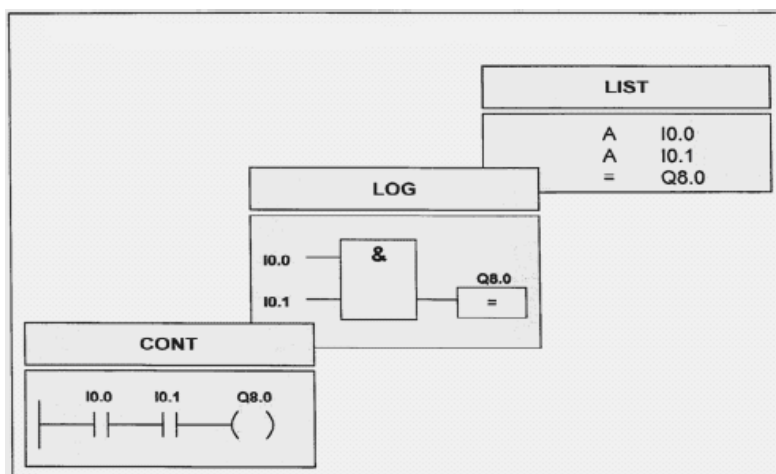 LIST
A I0.0
A I0.1
= Q8.0
LOG
&
I0.0
Q8.0
I0.1
=
CONT
I0.0 I0.1 Q8.0